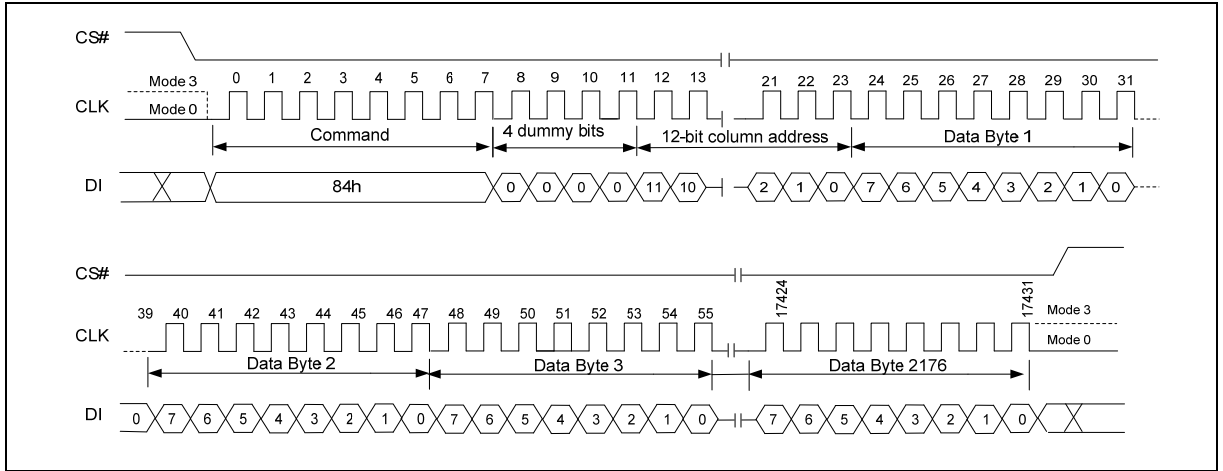 CS#
Mode 3 0 1 2 3 4 5 6 7 8 9 10 11 12 13 21 22 23 24 25 26 27 28 29 30 31
CLK Mode 0
Command 4 dummy bits 12-bit column address Data Byte 1
DI 84h 0 0 0 0 11 10 2 1 0 7 6 5 4 3 2 1 0
CS#
39 40 41 42 43 44 45 46 47 48 49 50 51 52 53 54 55 17424 17431 Mode 3
CLK Mode 0
Data Byte 2 Data Byte 3 Data Byte 2176
DI 0 7 6 5 4 3 2 1 0 7 6 5 4 3 2 1 0 7 6 5 4 3 2 1 0